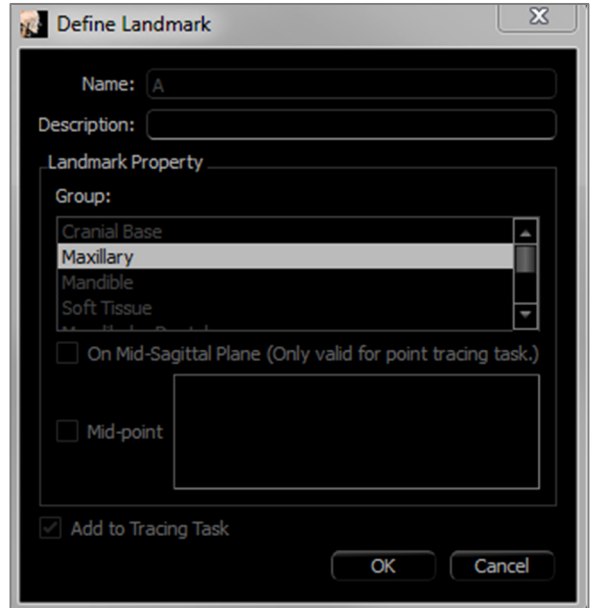 Define Landmark
Name: A
Description:
Landmark Property
Group:
Cranial Base
Maxillary
Mandible
Soft Tissue
On Mid-Sagittal Plane (Only valid for point tracing task.)
Mid-point
Add to Tracing Task
OK Cancel